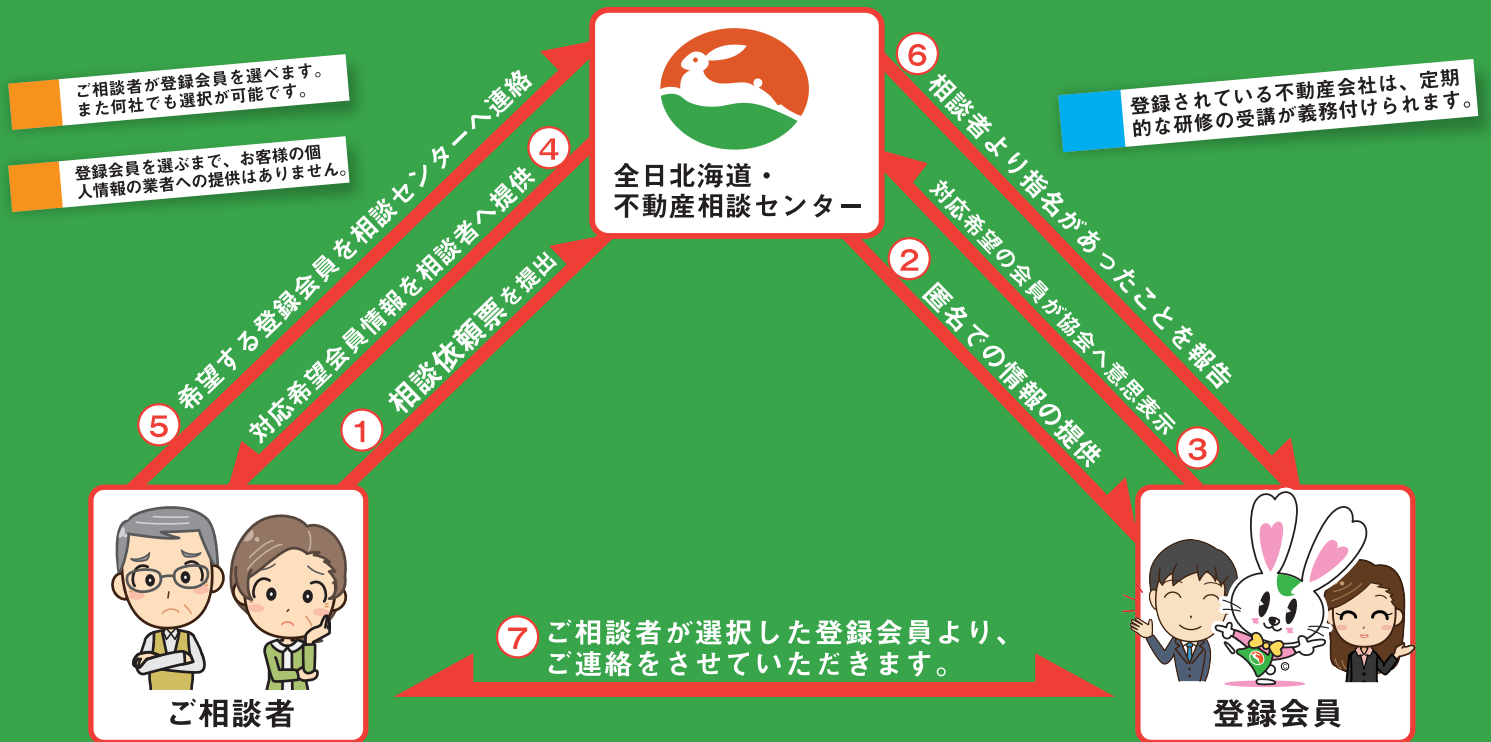 ご相談者が登録会員を選べます。
また何社でも選択が可能です。
登録会員を選ぶまで、お客様の個
人情報の業者への提供はありません。
全日北海道・
不動産相談センター
登録されている不動産会社は、定期
的な研修の受講が義務付けられます。
① 相談依頼票を提出
② 匿名での情報の提供
③ 対応希望の会員が協会へ意思表示
④ 対応希望会員情報を相談者へ提供
⑤ 希望する登録会員を相談センターへ連絡
⑥ 相談者より指名があったことを報告
⑦ ご相談者が選択した登録会員より、
ご連絡をさせていただきます。
ご相談者
©
登録会員